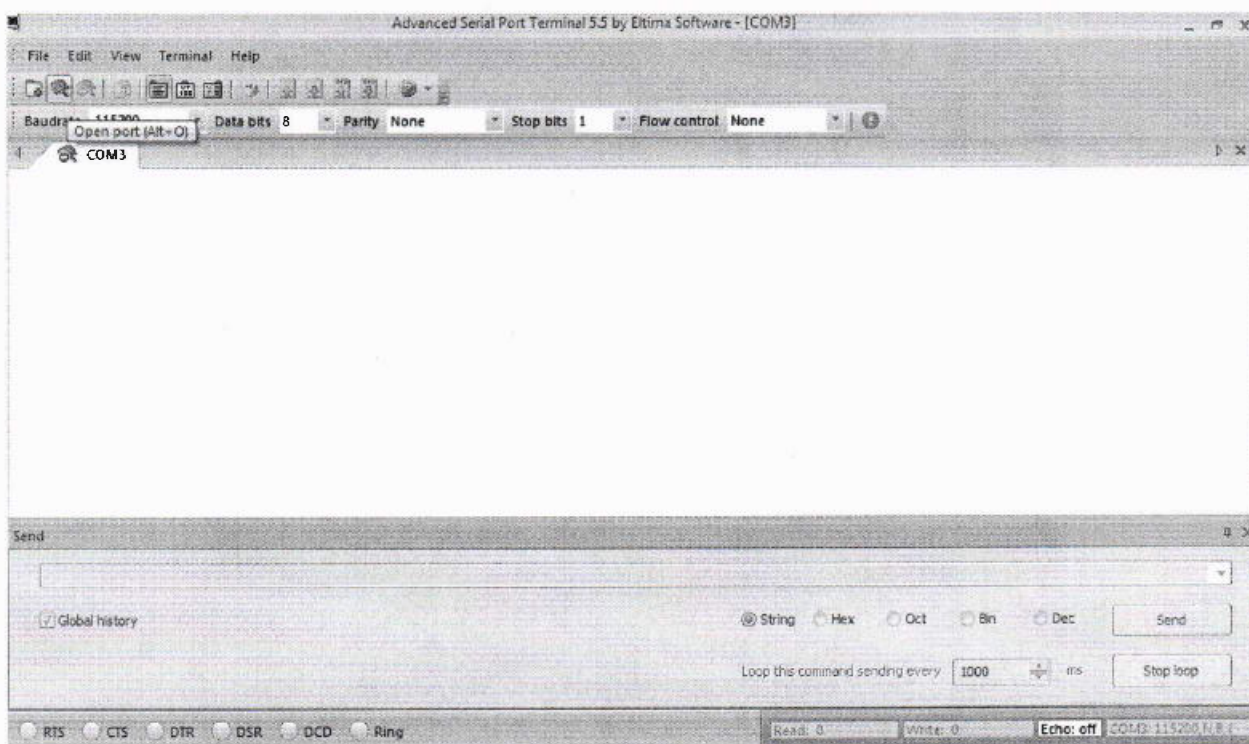 Advanced Serial Port Terminal 5.5 by Eltima Software - [COM3]
File Edit View Terminal Help
Baudrate 115200 Data bits 8 Parity None Stop bits 1 Flow control None
Open port (Alt+O)
COM3
Send
Global history
String Hex Oct Bin Dec Send
Loop this command sending every 1000 ms Stop loop
RTS CTS DTR DSR DCD Ring Read: 0 Write: 0 Echo: off COM3: 115200